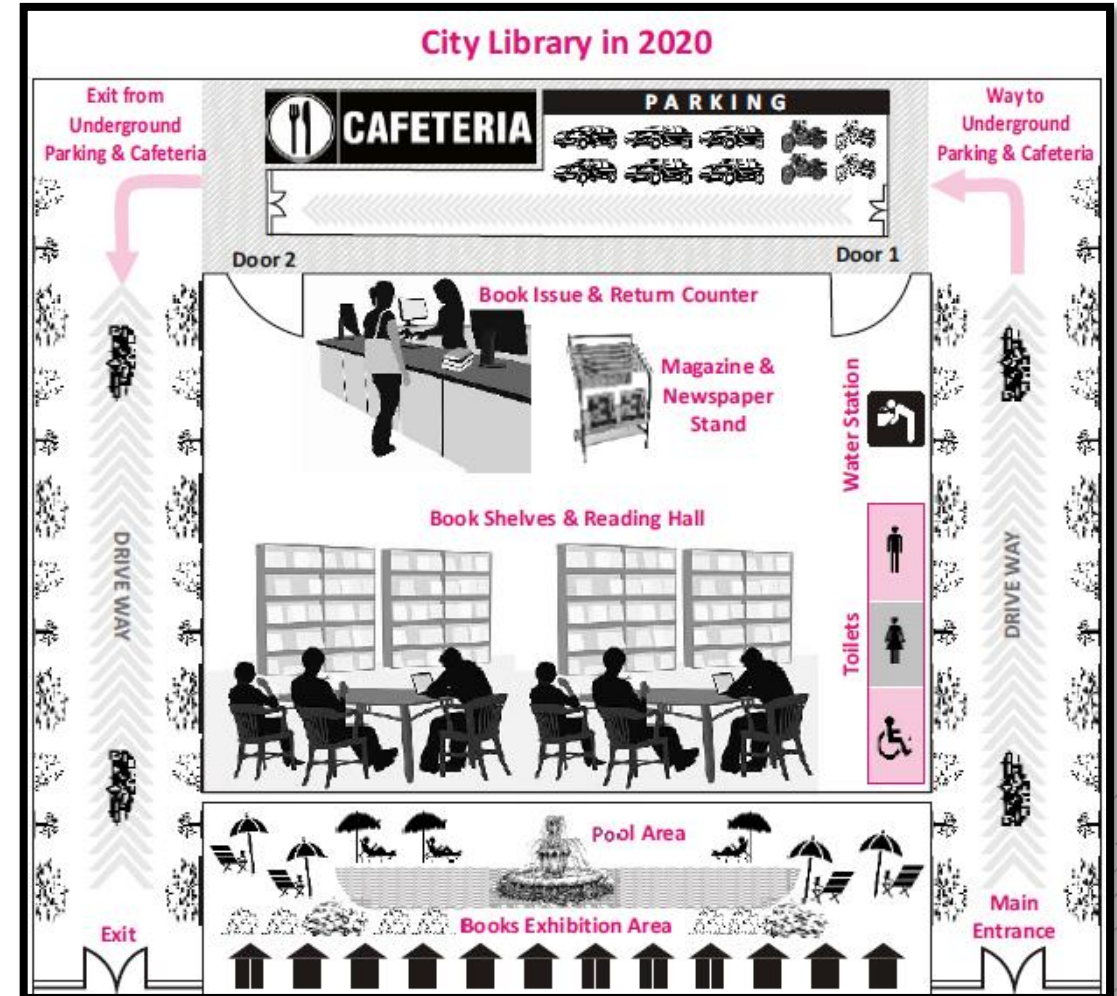 City Library in 2020
Exit from
Underground
Parking & Cafeteria
CAFETERIA
PARKING
Way to
Underground
Parking & Cafeteria
Door 2
Door 1
Book Issue & Return Counter
Magazine &
Newspaper
Stand
Water Station
Book Shelves & Reading Hall
Toilets
DRIVE WAY
DRIVE WAY
Pool Area
Books Exhibition Area
Exit
Main
Entrance